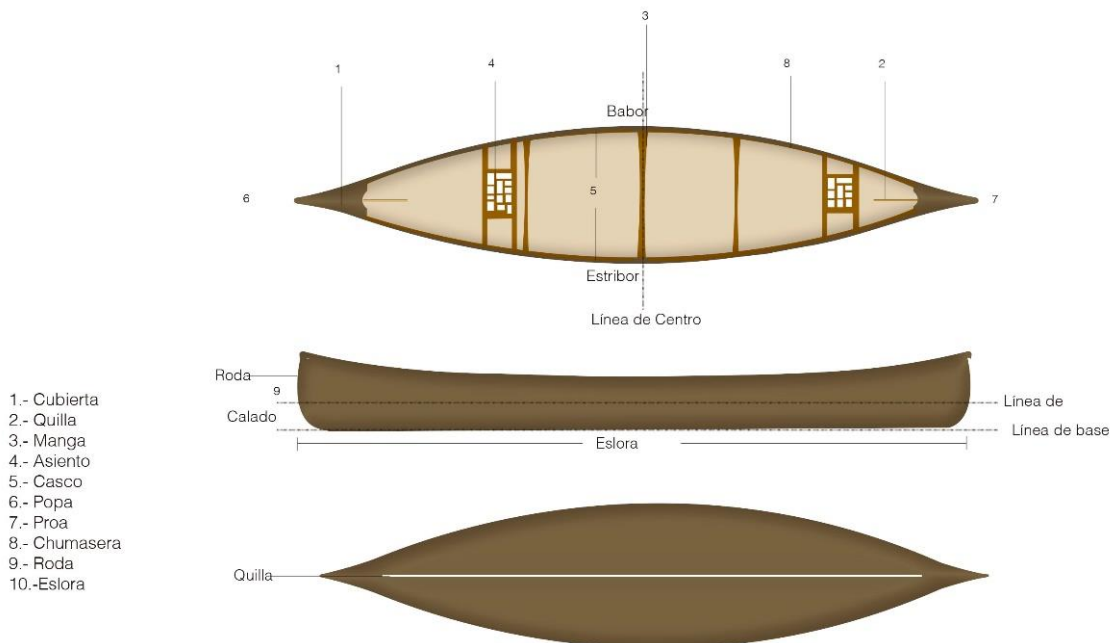 3
1
4
8
2
Babor
6
5
7
Estribor
Línea de Centro
Roda
9
Línea de
Calado
Línea de base
Eslora
1.- Cubierta
2.- Quilla
3.- Manga
4.- Asiento
5.- Casco
6.- Popa
7.- Proa
8.- Chumasera
9.- Roda
10.-Eslora
Quilla